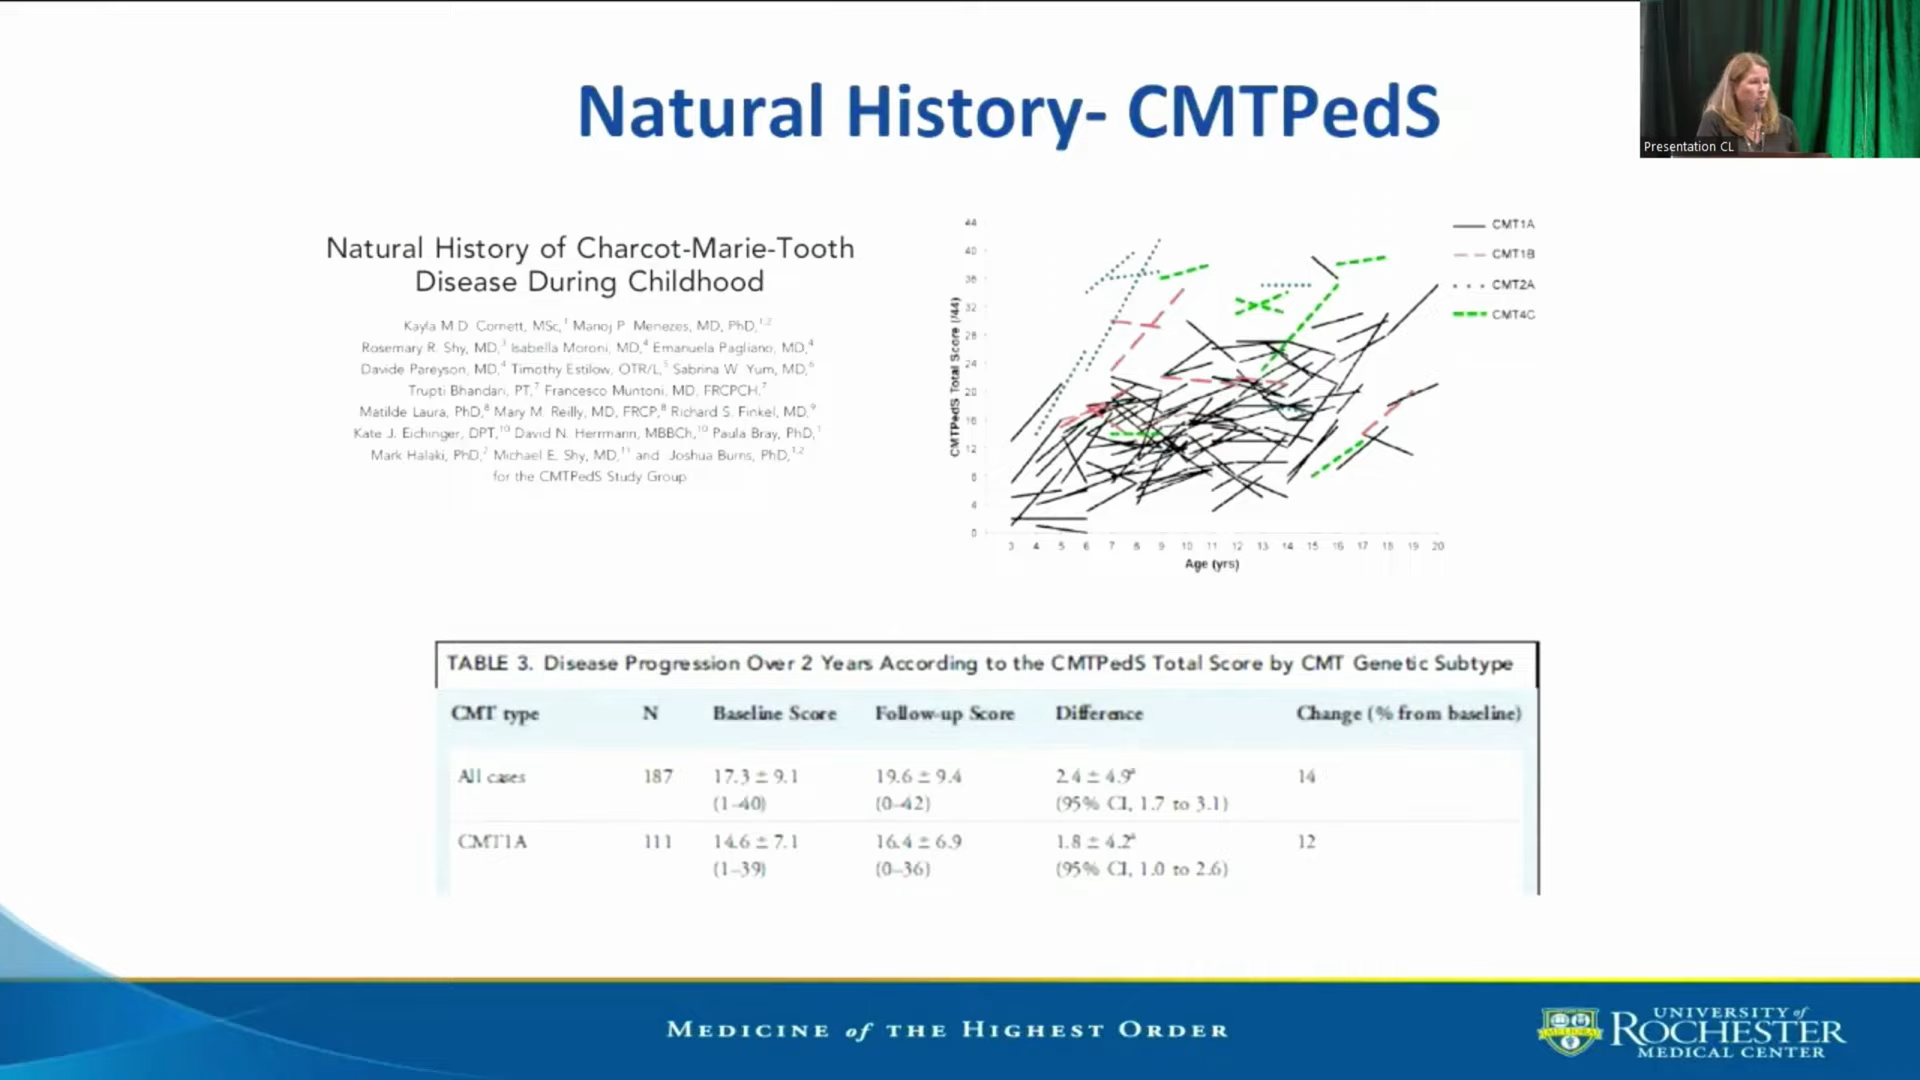 Natural History- CMTPedS
Presentation CL
Natural History of Charcot-Marie-Tooth
Disease During Childhood
Kayla M.D. Cornett, MSc,1 Manoj P. Menezes, MD, PhD,1,2
Rosemary R. Shy, MD,3 Isabella Moroni, MD,4 Emanuela Pagliano, MD,4
Davide Pareyson, MD,4 Timothy Estilow, OTR/L,5 Sabrina W. Yum, MD,6
Trupti Bhandari, PT,7 Francesco Muntoni, MD, FRCPCH,7
Matilde Laura, PhD,8 Mary M. Reilly, MD, FRCP,8 Richard S. Finkel, MD,9
Kate J. Eichinger, DPT,10 David N. Herrmann, MBBCh,10 Paula Bray, PhD,1
Mark Halaki, PhD,2 Michael E. Shy, MD,11 and Joshua Burns, PhD,1,2
for the CMTPedS Study Group
CMTPedS Total Score (/44)
44
40
36
32
28
24
20
16
12
8
4
0
3 4 5 6 7 8 9 10 11 12 13 14 15 16 17 18 19 20
Age (yrs)
CMT1A
CMT1B
CMT2A
CMT4C
TABLE 3. Disease Progression Over 2 Years According to the CMTPedS Total Score by CMT Genetic Subtype
CMT type N Baseline Score Follow-up Score Difference Change (% from baseline)
All cases 187 17.3 ± 9.1 19.6 ± 9.4 2.4 ± 4.9a 14
(1–40) (0–42) (95% CI, 1.7 to 3.1)
CMT1A 111 14.6 ± 7.1 16.4 ± 6.9 1.8 ± 4.2a 12
(1–39) (0–36) (95% CI, 1.0 to 2.6)
MEDICINE of THE HIGHEST ORDER
UNIVERSITY of
ROCHESTER
MEDICAL CENTER